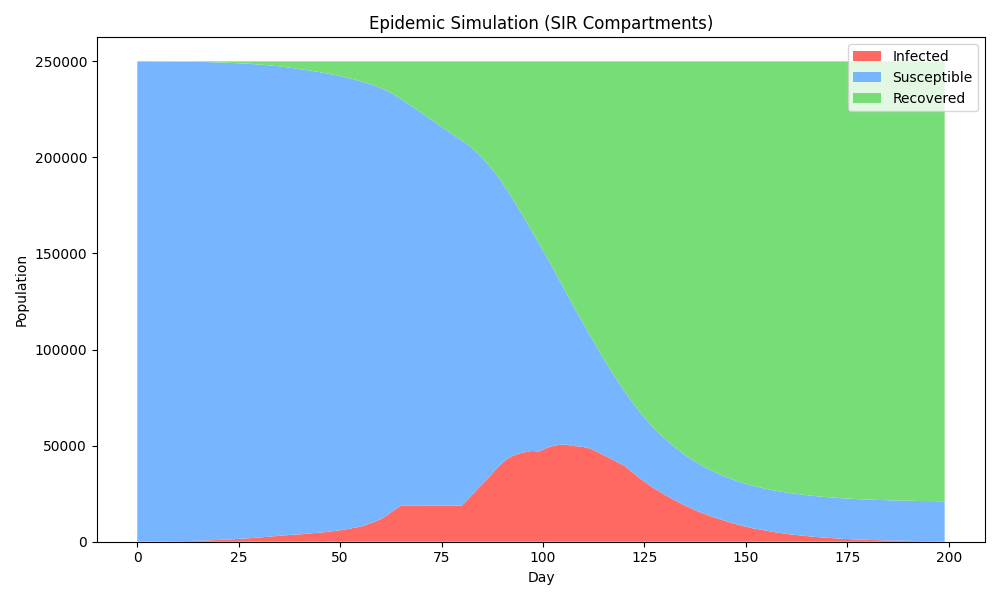 Epidemic Simulation (SIR Compartments)
Infected
Susceptible
Recovered
250000
200000
150000
100000
50000
0
Population
0 25 50 75 100 125 150 175 200
Day